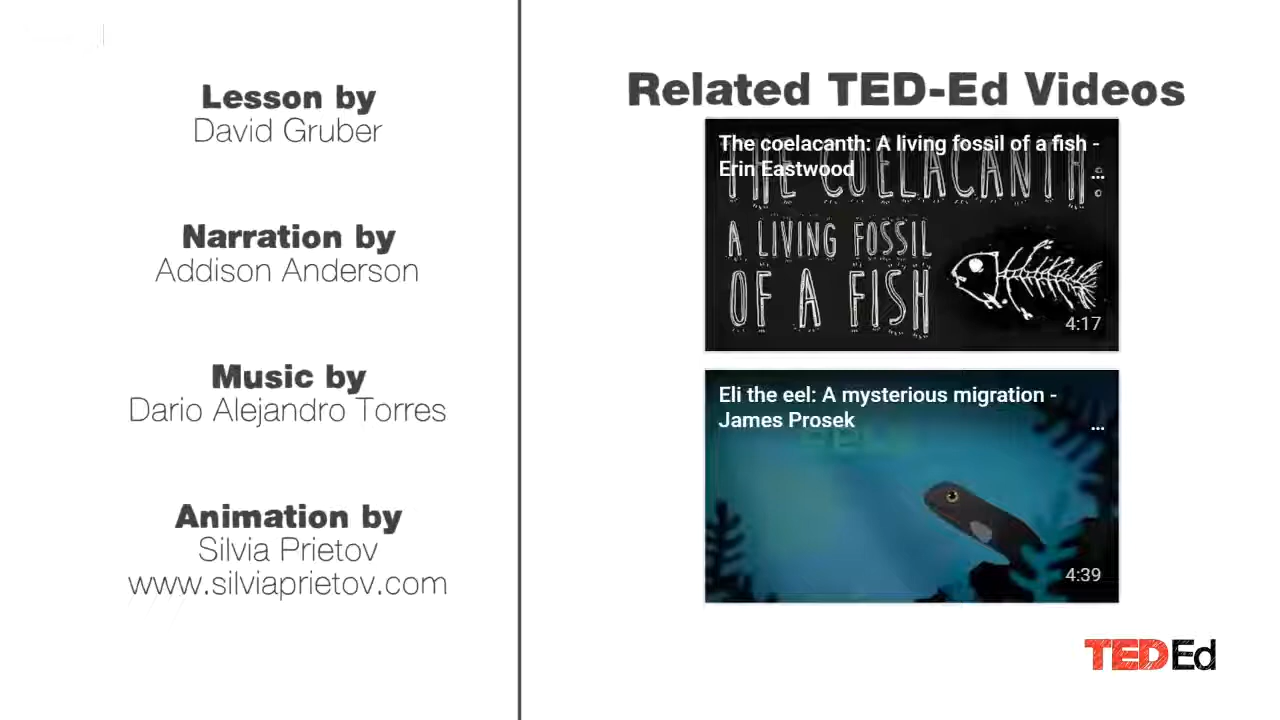 Lesson by
David Gruber
Narration by
Addison Anderson
Music by
Dario Alejandro Torres
Animation by
Silvia Prietov
www.silviaprietov.com
Related TED-Ed Videos
The coelacanth: A living fossil of a fish -
Erin Eastwood
...
THE COELACANTH:
A LIVING FOSSIL
OF A FISH
4:17
Eli the eel: A mysterious migration -
James Prosek
...
4:39
TEDEd